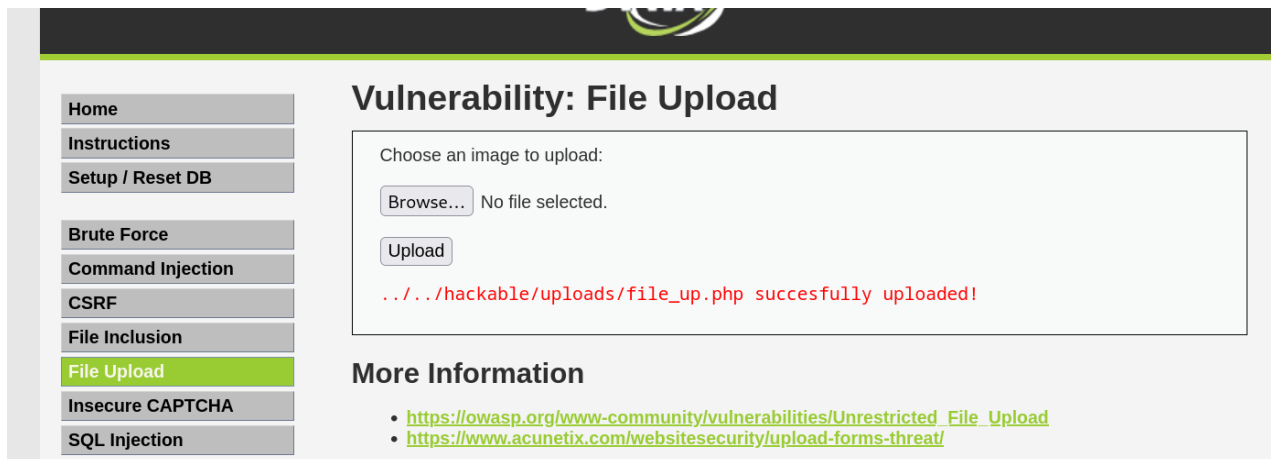 Home
Instructions
Setup / Reset DB
Brute Force
Command Injection
CSRF
File Inclusion
File Upload
Insecure CAPTCHA
SQL Injection
Vulnerability: File Upload
Choose an image to upload:
Browse... No file selected.
Upload
../../hackable/uploads/file_up.php succesfully uploaded!
More Information
https://owasp.org/www-community/vulnerabilities/Unrestricted_File_Upload
https://www.acunetix.com/websitesecurity/upload-forms-threat/